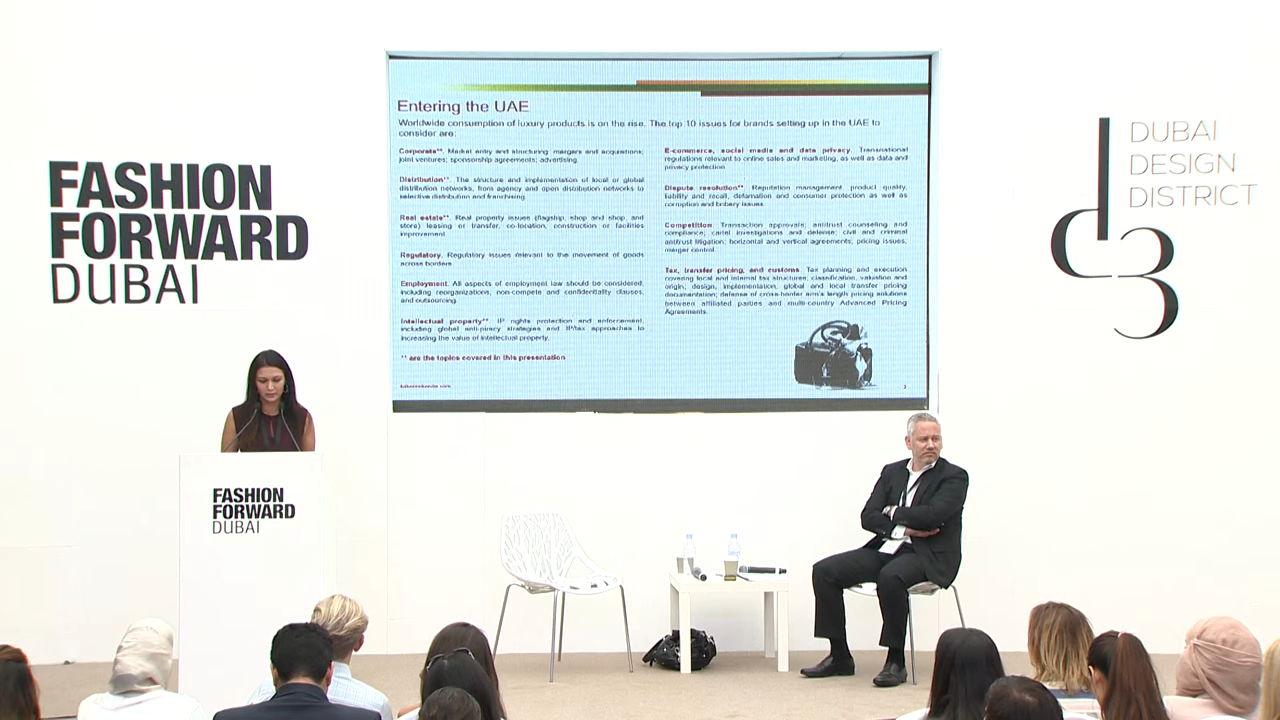 FASHION
FORWARD
DUBAI
Entering the UAE
Worldwide consumption of luxury products is on the rise. The top 10 issues for brands setting up in the UAE to
consider are:
Corporate**. Market entry and structuring; mergers and acquisitions;
joint ventures; sponsorship agreements; advertising.
Distribution**. The structure and implementation of local or global
distribution networks, from agency and open distribution networks to
selective distribution and franchising.
Real estate**. Real property issues (flagship, shop and shop, and
store) leasing or transfer, co-location, construction or facilities
improvement.
Regulatory. Regulatory issues relevant to the movement of goods
across borders.
Employment. All aspects of employment law should be considered,
including reorganizations, non-compete and confidentiality clauses,
and outsourcing.
Intellectual property**. IP rights protection and enforcement,
including global anti-piracy strategies and IP/tax approaches to
increasing the value of intellectual property.
** are the topics covered in this presentation
E-commerce, social media and data privacy. Transnational
regulations relevant to online sales and marketing, as well as data and
privacy protection.
Dispute resolution**. Reputation management, product quality,
liability and recall, defamation and consumer protection as well as
corruption and bribery issues.
Competition. Transaction approvals; antitrust counseling and
compliance; cartel investigations and defense; civil and criminal
antitrust litigation; horizontal and vertical agreements; pricing issues;
merger control.
Tax, transfer pricing, and customs. Tax planning and execution
covering local and internal tax structures; classification, valuation and
origin; design, implementation, global and local transfer pricing
documentation; defense of cross-border arm's length pricing solutions
between affiliated parties and multi-country Advanced Pricing
Agreements.
DUBAI
DESIGN
DISTRICT
d3
FASHION
FORWARD
DUBAI